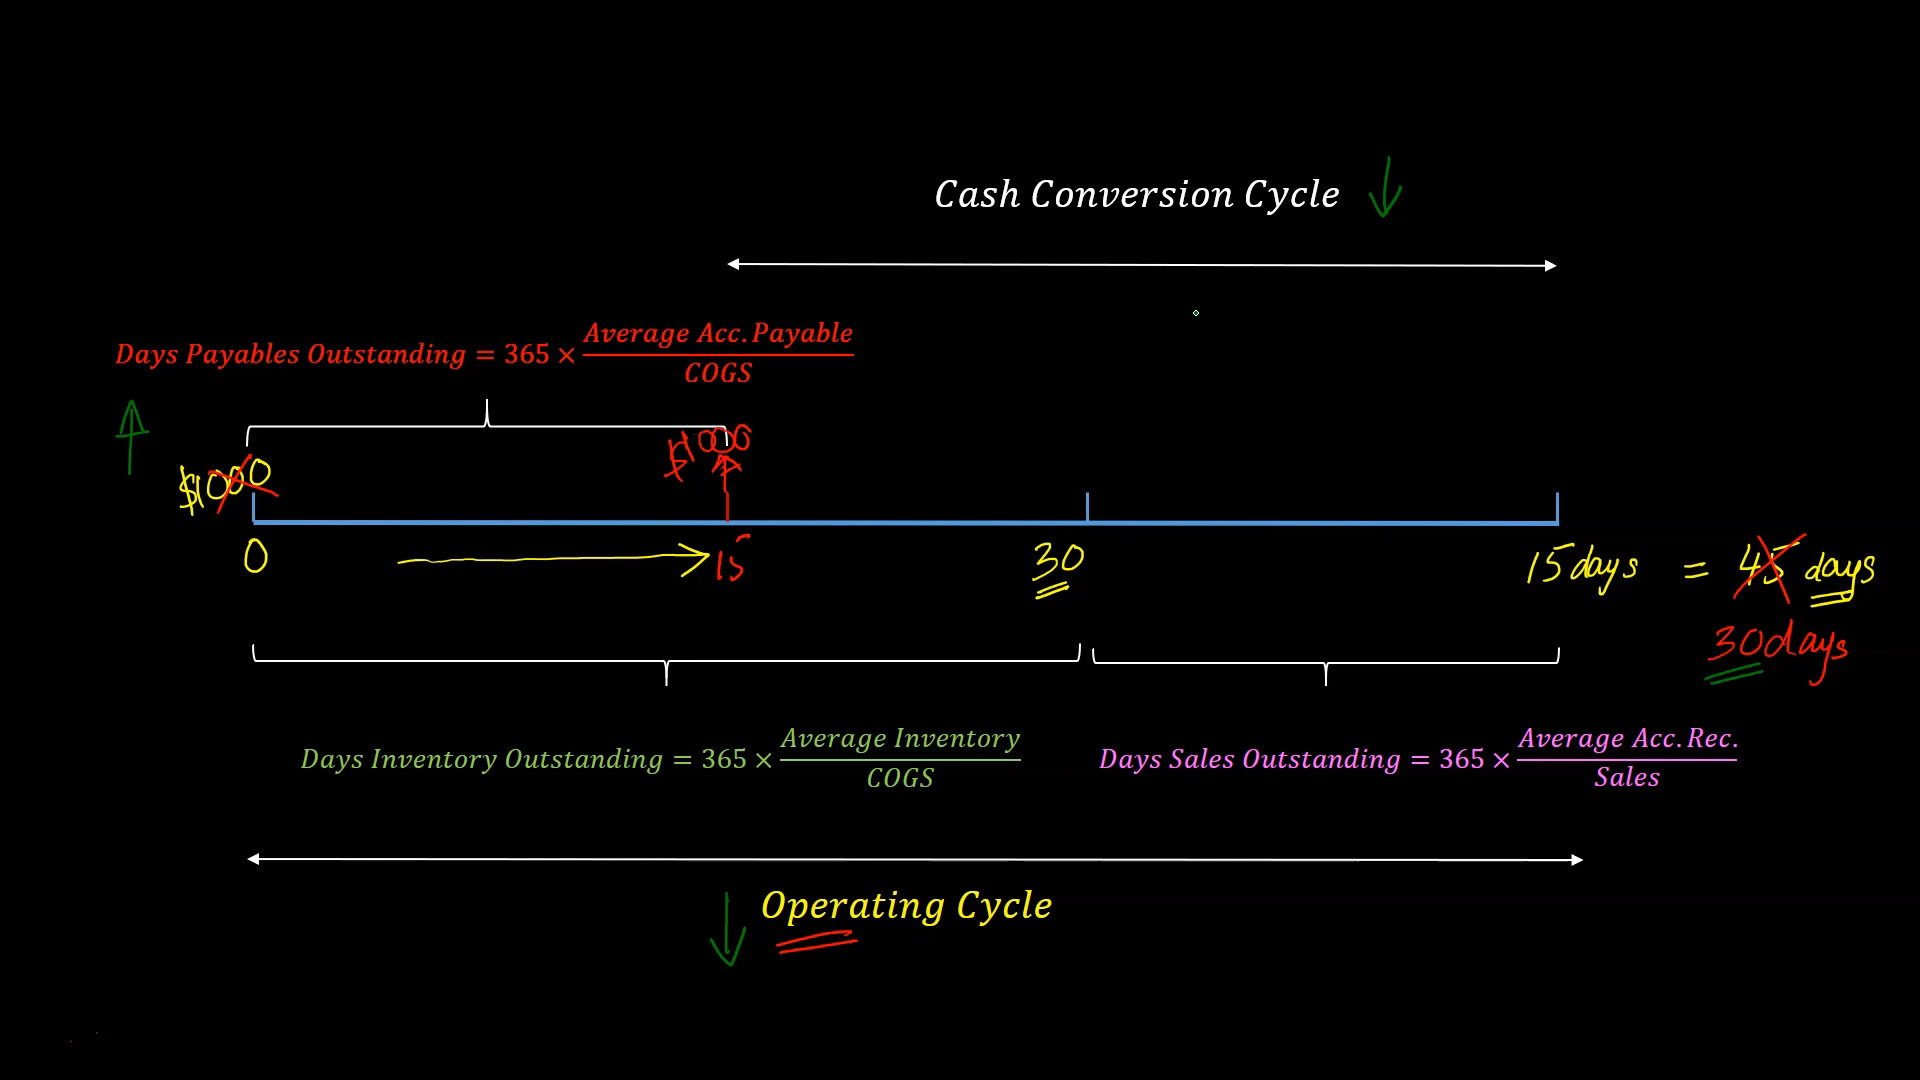 Cash Conversion Cycle
Days Payables Outstanding = 365 × Average Acc. Payable / COGS
$1000
$1000
0
15
30
15 days = 45 days
30 days
Days Inventory Outstanding = 365 × Average Inventory / COGS
Days Sales Outstanding = 365 × Average Acc. Rec. / Sales
Operating Cycle